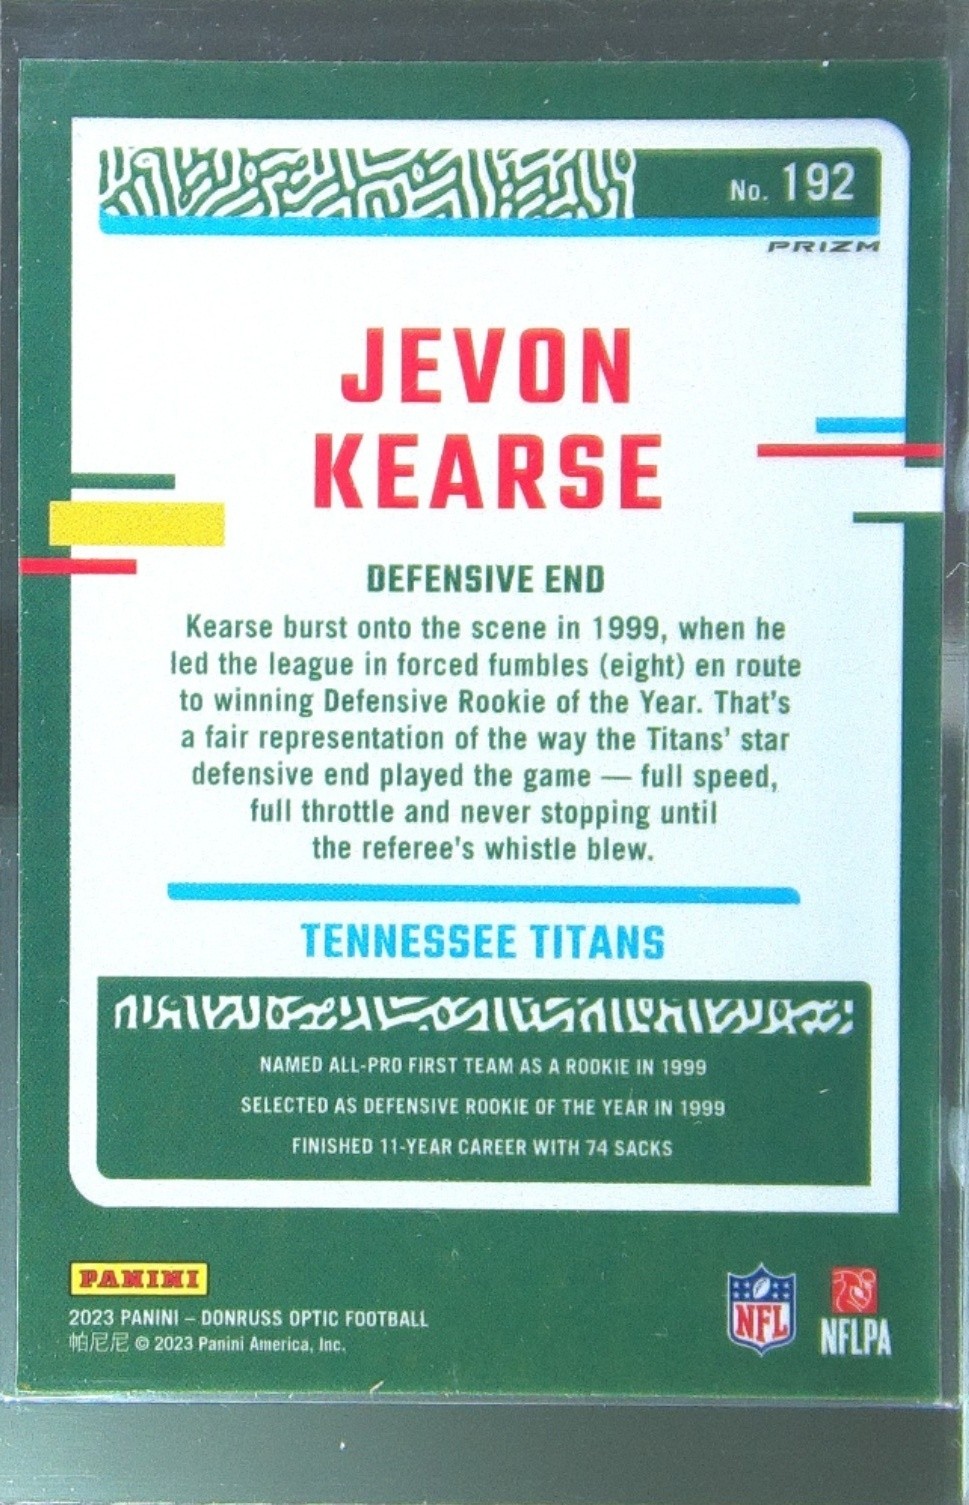 No. 192
PRIZM
JEVON
KEARSE
DEFENSIVE END
Kearse burst onto the scene in 1999, when he
led the league in forced fumbles (eight) en route
to winning Defensive Rookie of the Year. That's
a fair representation of the way the Titans' star
defensive end played the game — full speed,
full throttle and never stopping until
the referee's whistle blew.
TENNESSEE TITANS
NAMED ALL-PRO FIRST TEAM AS A ROOKIE IN 1999
SELECTED AS DEFENSIVE ROOKIE OF THE YEAR IN 1999
FINISHED 11-YEAR CAREER WITH 74 SACKS
PANINI
2023 PANINI – DONRUSS OPTIC FOOTBALL
帕尼尼 © 2023 Panini America, Inc.
NFL
NFLPA